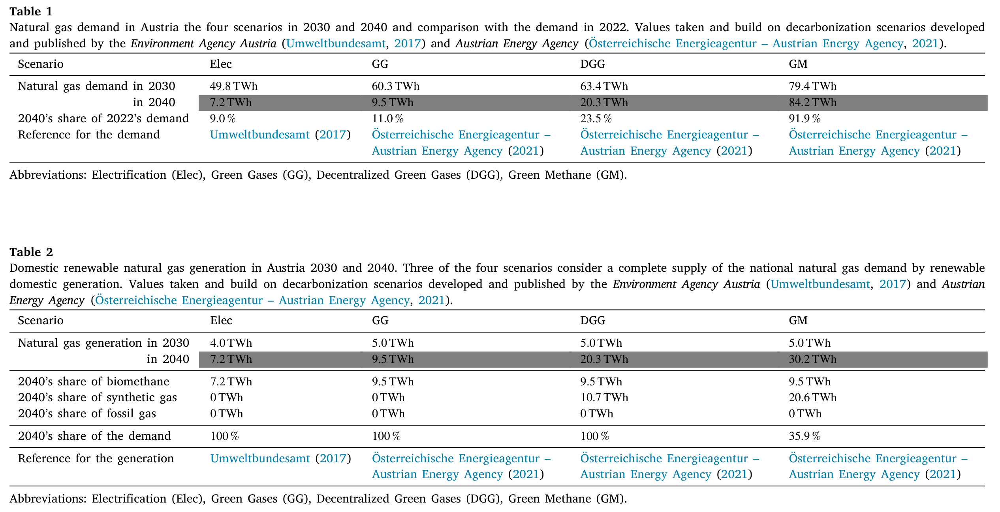 Table 1
Natural gas demand in Austria the four scenarios in 2030 and 2040 and comparison with the demand in 2022. Values taken and build on decarbonization scenarios developed
and published by the Environment Agency Austria (Umweltbundesamt, 2017) and Austrian Energy Agency (Österreichische Energieagentur – Austrian Energy Agency, 2021).
Scenario Elec GG DGG GM
Natural gas demand in 2030 49.8 TWh 60.3 TWh 63.4 TWh 79.4 TWh
in 2040 7.2 TWh 9.5 TWh 20.3 TWh 84.2 TWh
2040's share of 2022's demand 9.0 % 11.0 % 23.5 % 91.9 %
Reference for the demand Umweltbundesamt (2017) Österreichische Energieagentur – Österreichische Energieagentur – Österreichische Energieagentur –
Austrian Energy Agency (2021) Austrian Energy Agency (2021) Austrian Energy Agency (2021)
Abbreviations: Electrification (Elec), Green Gases (GG), Decentralized Green Gases (DGG), Green Methane (GM).
Table 2
Domestic renewable natural gas generation in Austria 2030 and 2040. Three of the four scenarios consider a complete supply of the national natural gas demand by renewable
domestic generation. Values taken and build on decarbonization scenarios developed and published by the Environment Agency Austria (Umweltbundesamt, 2017) and Austrian
Energy Agency (Österreichische Energieagentur – Austrian Energy Agency, 2021).
Scenario Elec GG DGG GM
Natural gas generation in 2030 4.0 TWh 5.0 TWh 5.0 TWh 5.0 TWh
in 2040 7.2 TWh 9.5 TWh 20.3 TWh 30.2 TWh
2040's share of biomethane 7.2 TWh 9.5 TWh 9.5 TWh 9.5 TWh
2040's share of synthetic gas 0 TWh 0 TWh 10.7 TWh 20.6 TWh
2040's share of fossil gas 0 TWh 0 TWh 0 TWh 0 TWh
2040's share of the demand 100 % 100 % 100 % 35.9 %
Reference for the generation Umweltbundesamt (2017) Österreichische Energieagentur – Österreichische Energieagentur – Österreichische Energieagentur –
Austrian Energy Agency (2021) Austrian Energy Agency (2021) Austrian Energy Agency (2021)
Abbreviations: Electrification (Elec), Green Gases (GG), Decentralized Green Gases (DGG), Green Methane (GM).